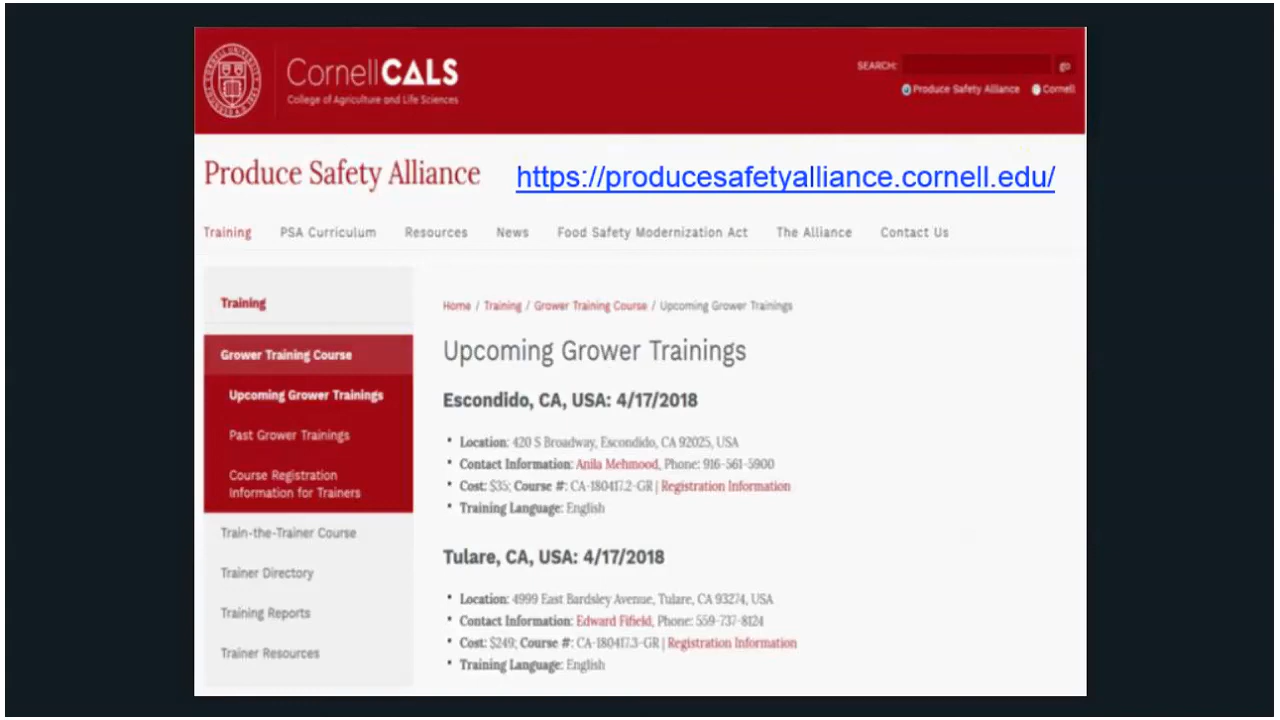 CornellCALS
College of Agriculture and Life Sciences
SEARCH:
go
Produce Safety Alliance Cornell
Produce Safety Alliance https://producesafetyalliance.cornell.edu/
Training PSA Curriculum Resources News Food Safety Modernization Act The Alliance Contact Us
Training
Grower Training Course
Upcoming Grower Trainings
Past Grower Trainings
Course Registration
Information for Trainers
Train-the-Trainer Course
Trainer Directory
Training Reports
Trainer Resources
Home / Training / Grower Training Course / Upcoming Grower Trainings
Upcoming Grower Trainings
Escondido, CA, USA: 4/17/2018
• Location: 420 S Broadway, Escondido, CA 92025, USA
• Contact Information: Anila Mehmood, Phone: 916-561-5900
• Cost: $35; Course #: CA-180417.2-GR | Registration Information
• Training Language: English
Tulare, CA, USA: 4/17/2018
• Location: 4999 East Bardsley Avenue, Tulare, CA 93274, USA
• Contact Information: Edward Fifield, Phone: 559-737-8124
• Cost: $249; Course #: CA-180417.3-GR | Registration Information
• Training Language: English